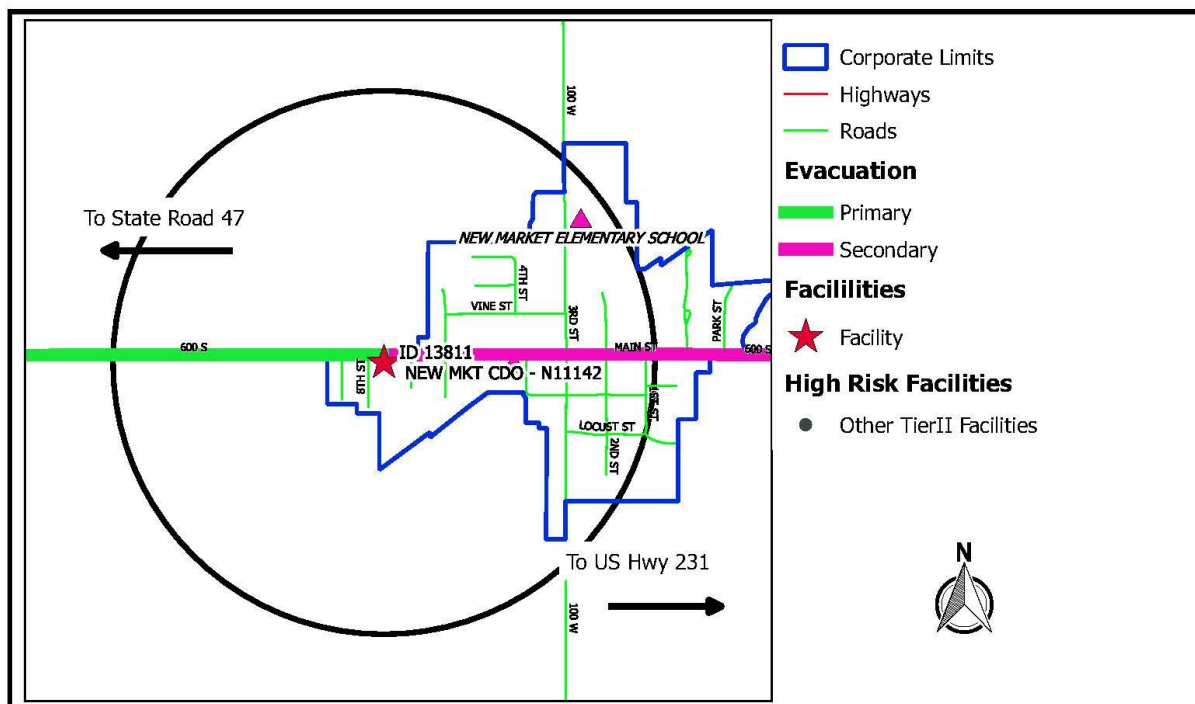 100 W
To State Road 47
NEW MARKET ELEMENTARY SCHOOL
4TH ST
VINE ST
3RD ST
PARK ST
600 S
MAIN ST
600 S
ID 13811
NEW MKT CDO - N11142
8TH ST
1ST ST
LOCUST ST
2ND ST
To US Hwy 231
100 W
Corporate Limits
Highways
Roads
Evacuation
Primary
Secondary
Facililities
Facility
High Risk Facilities
Other TierII Facilities
N